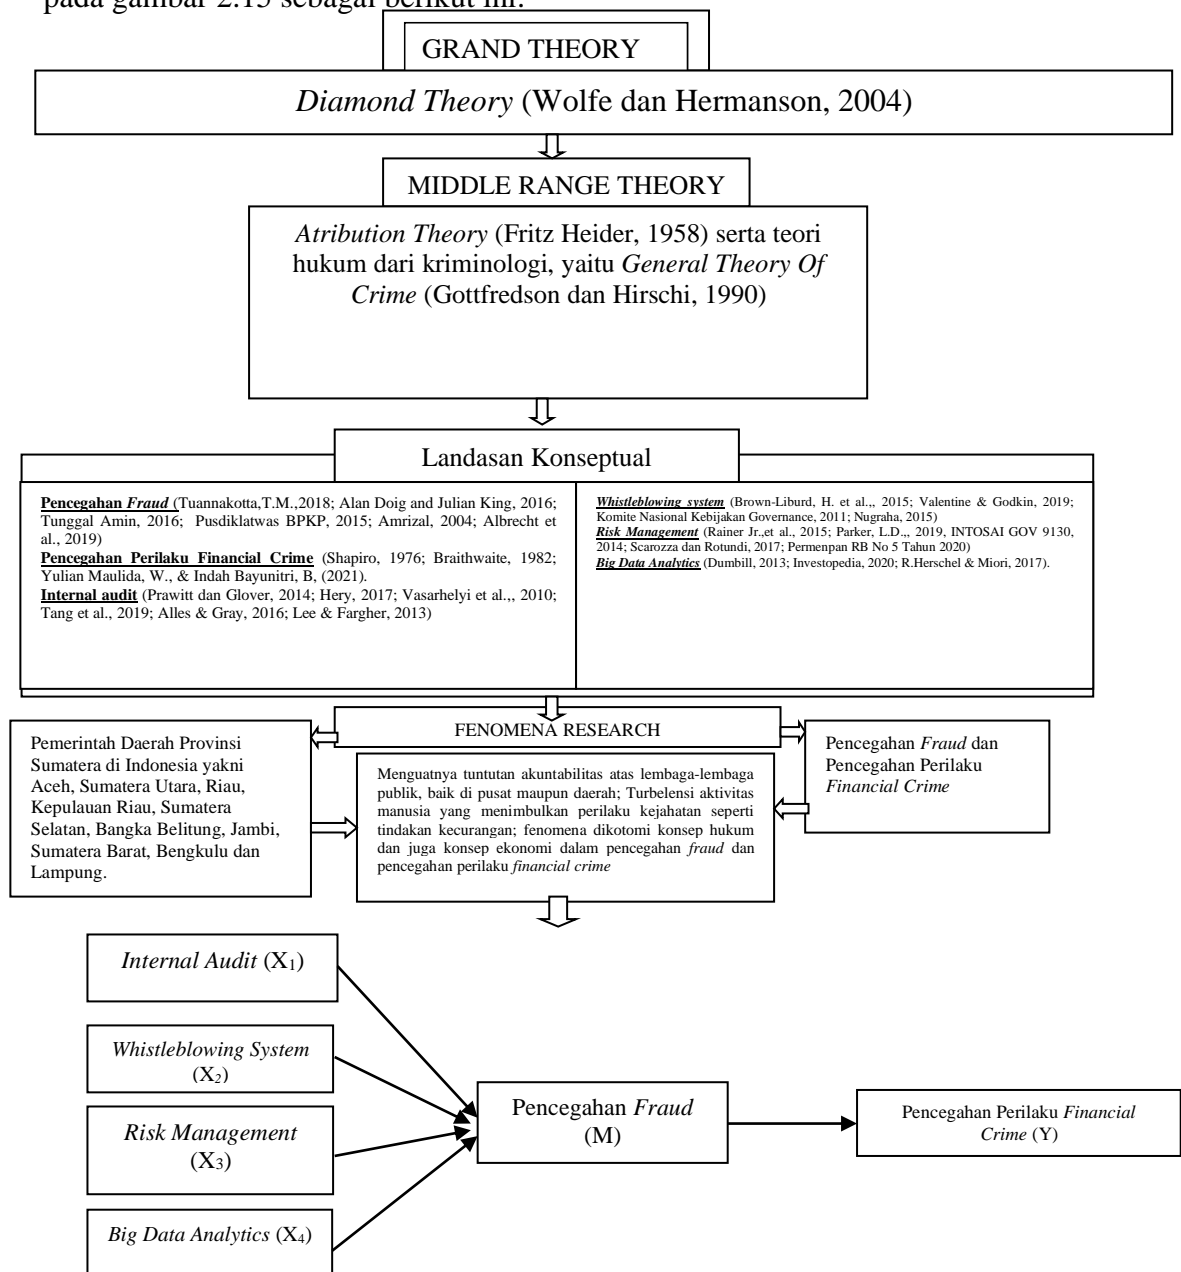 pada gambar 2.15 sebagai berikut ini.
GRAND THEORY
Diamond Theory (Wolfe dan Hermanson, 2004)
MIDDLE RANGE THEORY
Atribution Theory (Fritz Heider, 1958) serta teori
hukum dari kriminologi, yaitu General Theory Of
Crime (Gottfredson dan Hirschi, 1990)
Landasan Konseptual
Pencegahan Fraud (Tuannakotta,T.M.,2018; Alan Doig and Julian King, 2016;
Tunggal Amin, 2016; Pusdiklatwas BPKP, 2015; Amrizal, 2004; Albrecht et
al., 2019)
Pencegahan Perilaku Financial Crime (Shapiro, 1976; Braithwaite, 1982;
Yulian Maulida, W., & Indah Bayunitri, B, (2021).
Internal audit (Prawitt dan Glover, 2014; Hery, 2017; Vasarhelyi et al.,, 2010;
Tang et al., 2019; Alles & Gray, 2016; Lee & Fargher, 2013)
Whistleblowing system (Brown-Liburd, H. et al.,, 2015; Valentine & Godkin, 2019;
Komite Nasional Kebijakan Governance, 2011; Nugraha, 2015)
Risk Management (Rainer Jr.,et al., 2015; Parker, L.D.,, 2019, INTOSAI GOV 9130,
2014; Scarozza dan Rotundi, 2017; Permenpan RB No 5 Tahun 2020)
Big Data Analytics (Dumbill, 2013; Investopedia, 2020; R.Herschel & Miori, 2017).
FENOMENA RESEARCH
Pemerintah Daerah Provinsi
Sumatera di Indonesia yakni
Aceh, Sumatera Utara, Riau,
Kepulauan Riau, Sumatera
Selatan, Bangka Belitung, Jambi,
Sumatera Barat, Bengkulu dan
Lampung.
Menguatnya tuntutan akuntabilitas atas lembaga-lembaga
publik, baik di pusat maupun daerah; Turbelensi aktivitas
manusia yang menimbulkan perilaku kejahatan seperti
tindakan kecurangan; fenomena dikotomi konsep hukum
dan juga konsep ekonomi dalam pencegahan fraud dan
pencegahan perilaku financial crime
Pencegahan Fraud dan
Pencegahan Perilaku
Financial Crime
Internal Audit (X₁)
Whistleblowing System
(X₂)
Risk Management
(X₃)
Big Data Analytics (X₄)
Pencegahan Fraud
(M)
Pencegahan Perilaku Financial
Crime (Y)